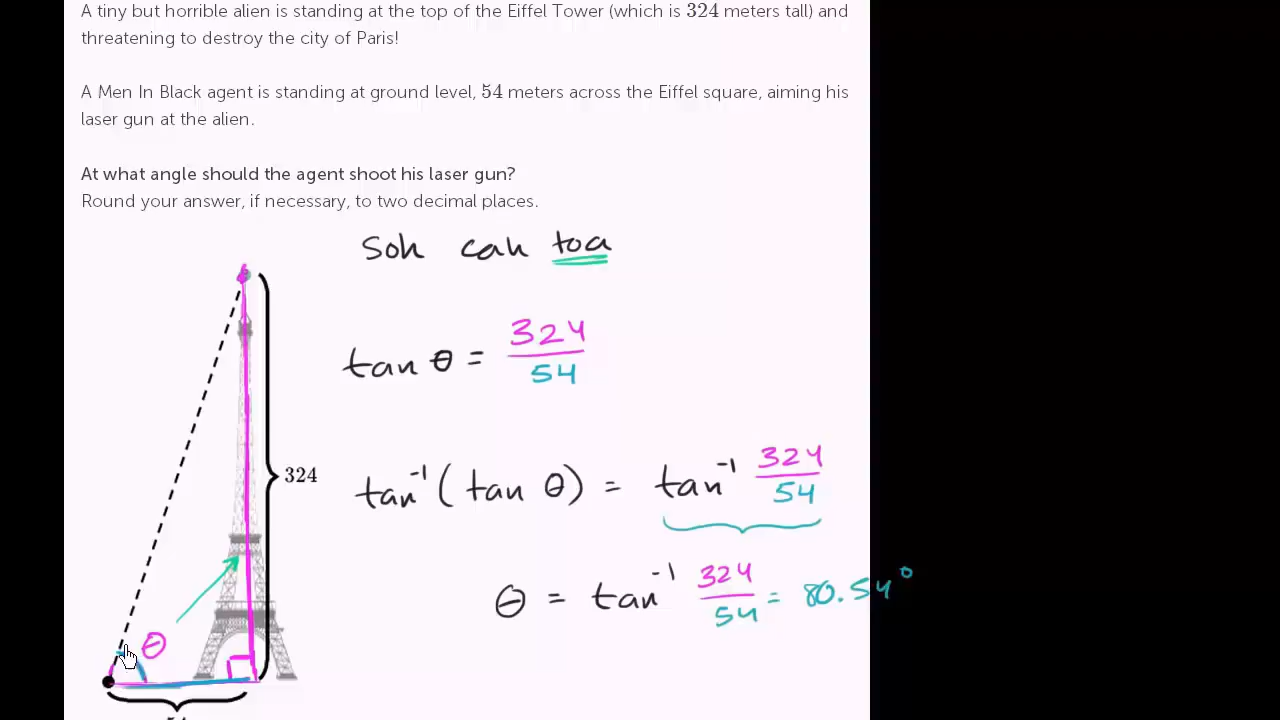 A tiny but horrible alien is standing at the top of the Eiffel Tower (which is 324 meters tall) and
threatening to destroy the city of Paris!
A Men In Black agent is standing at ground level, 54 meters across the Eiffel square, aiming his
laser gun at the alien.
At what angle should the agent shoot his laser gun?
Round your answer, if necessary, to two decimal places.
soh cah toa
tan θ = 324/54
324
tan⁻¹(tan θ) = tan⁻¹ 324/54
θ = tan⁻¹ 324/54 = 80.54°
θ
54